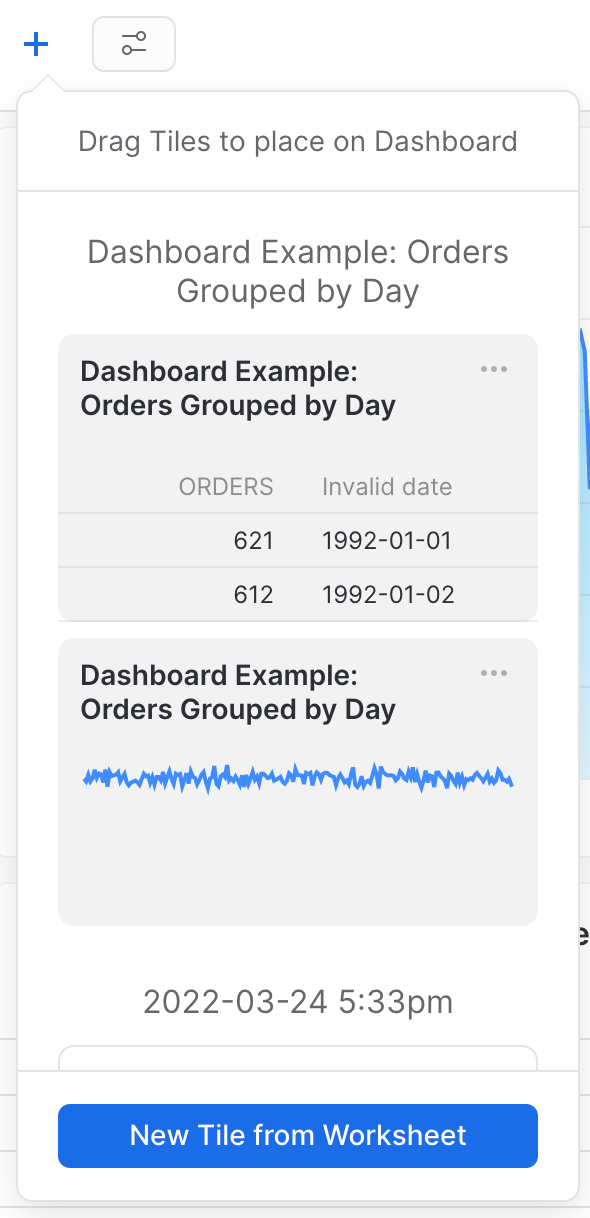 Drag Tiles to place on Dashboard
Dashboard Example: Orders
Grouped by Day
Dashboard Example:
Orders Grouped by Day
ORDERS Invalid date
621 1992-01-01
612 1992-01-02
Dashboard Example:
Orders Grouped by Day
2022-03-24 5:33pm
New Tile from Worksheet